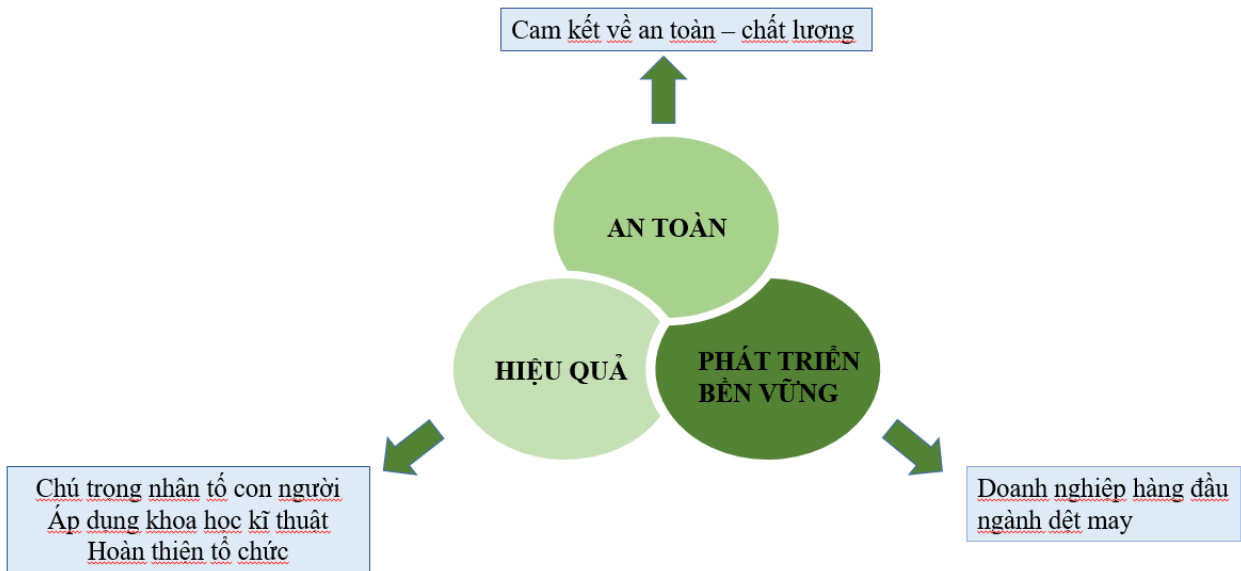 Cam kết về an toàn – chất lượng
AN TOÀN
HIỆU QUẢ
PHÁT TRIỂN
BỀN VỮNG
Chú trọng nhân tố con người
Áp dụng khoa học kĩ thuật
Hoàn thiện tổ chức
Doanh nghiệp hàng đầu
ngành dệt may